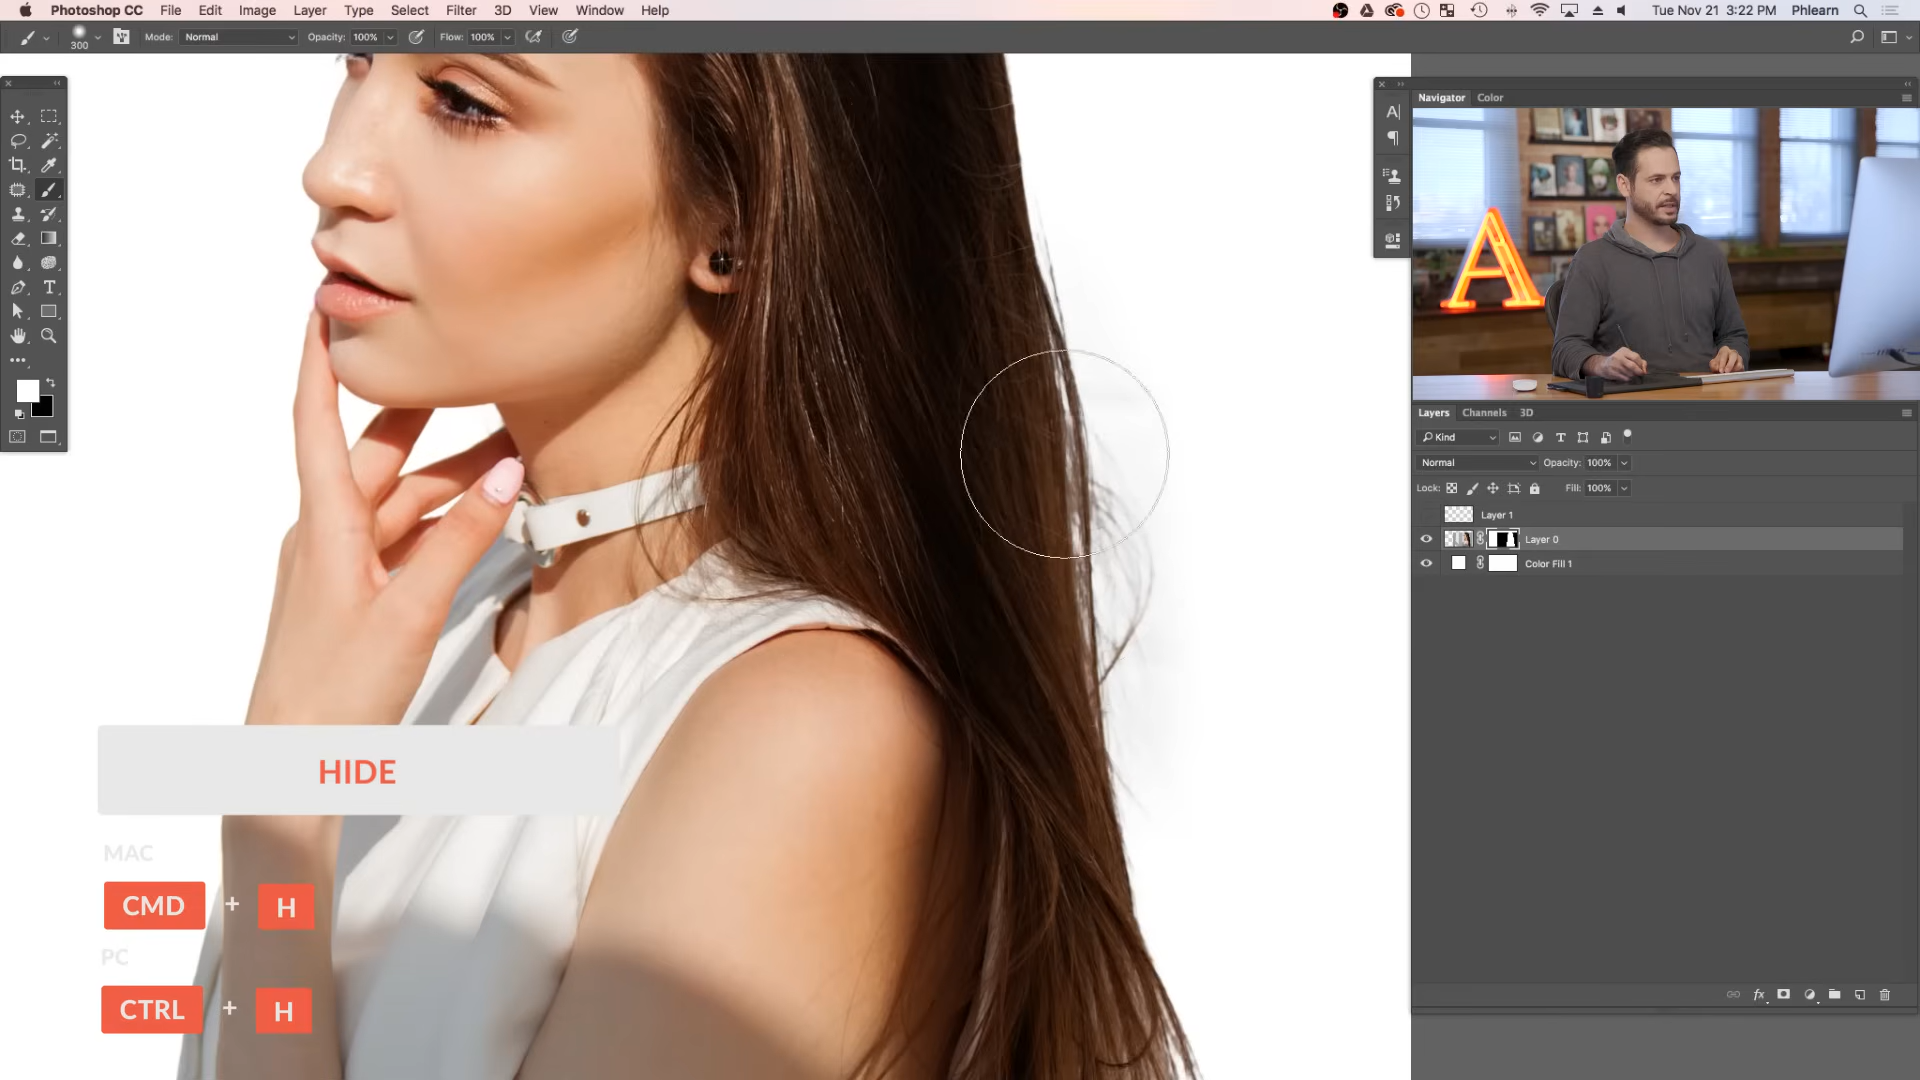 Photoshop CC File Edit Image Layer Type Select Filter 3D View Window Help Tue Nov 21 3:22 PM Phlearn
300 Mode: Normal Opacity: 100% Flow: 100%
Navigator Color
A
Layers Channels 3D
Kind T
Normal Opacity: 100%
Lock: Fill: 100%
Layer 1
Layer 0
Color Fill 1
fx
HIDE
MAC
CMD + H
PC
CTRL + H